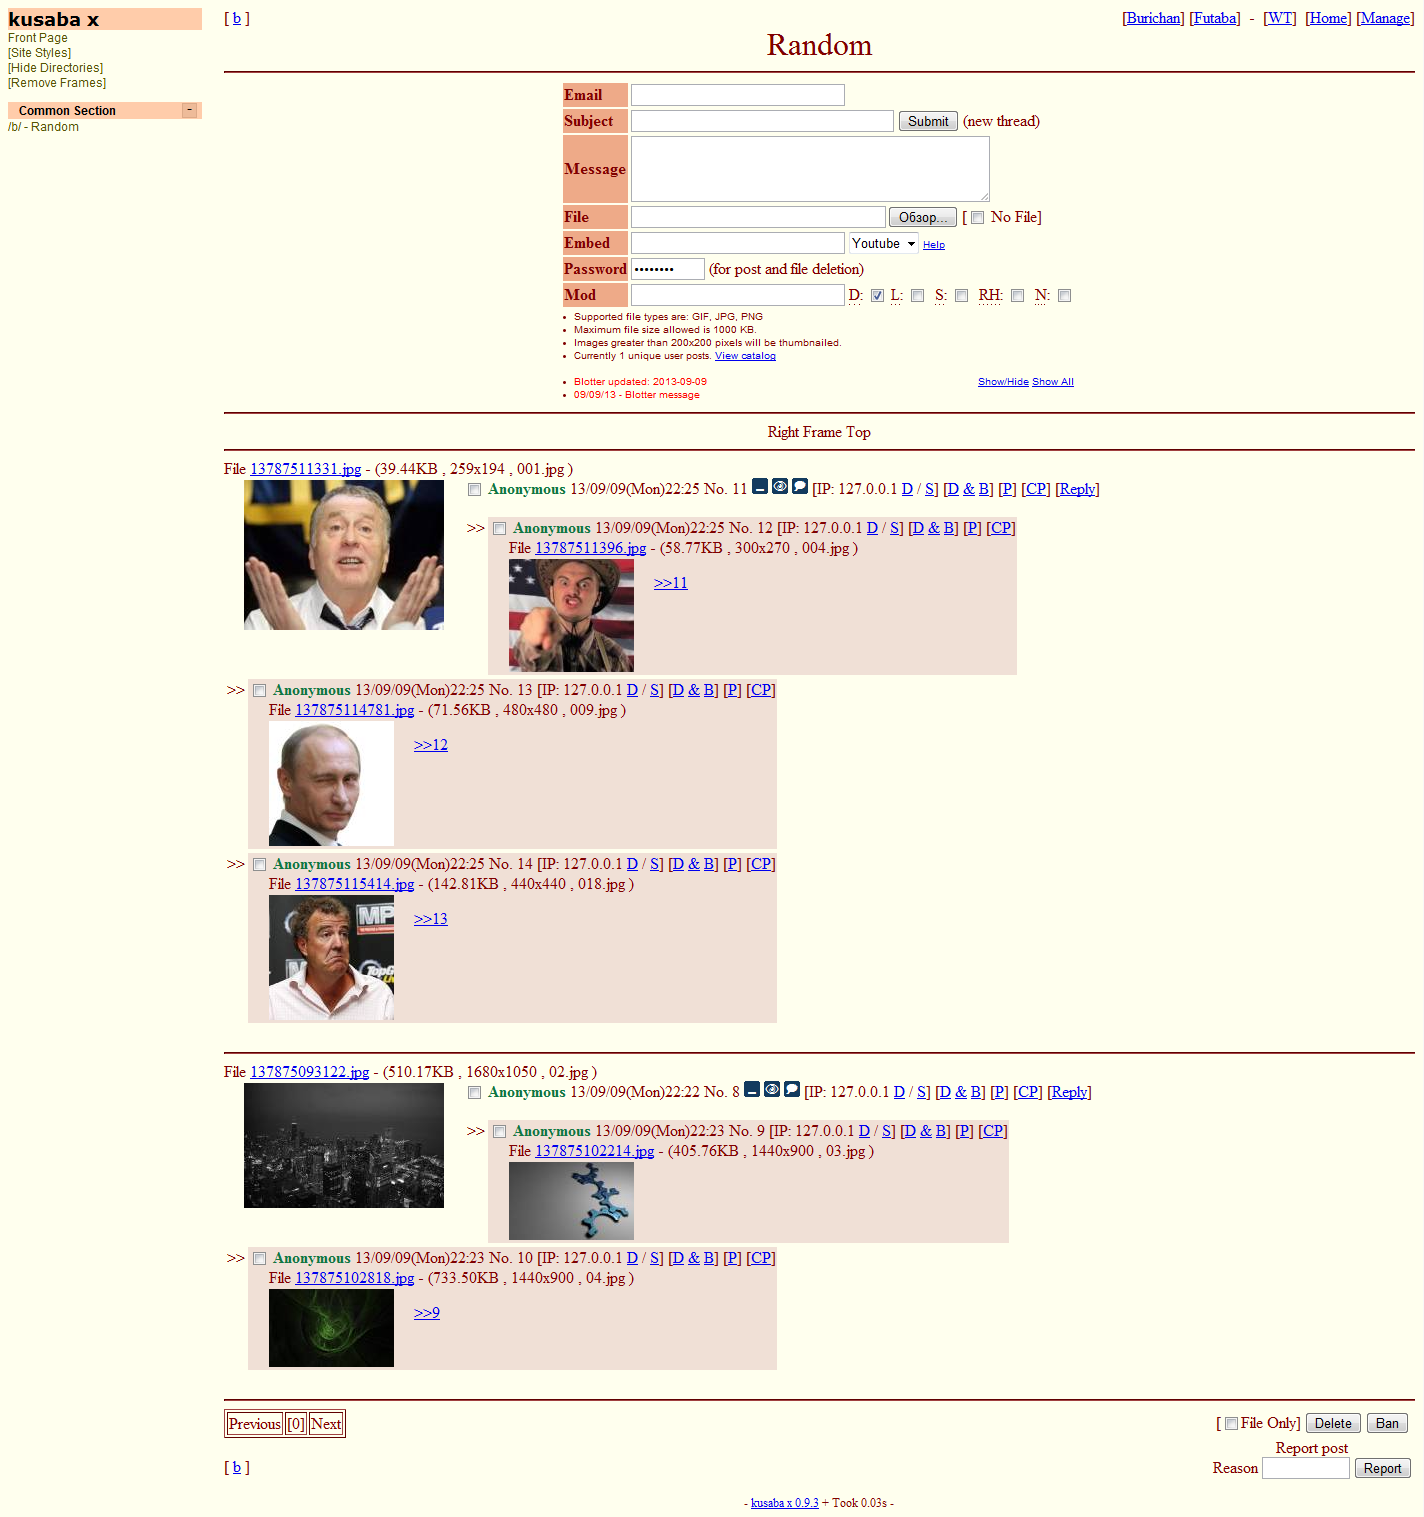 kusaba x
Front Page
[Site Styles]
[Hide Directories]
[Remove Frames]
Common Section −
/b/ - Random
[ b ]
[Burichan] [Futaba] - [WT] [Home] [Manage]
Random
Email
Subject Submit (new thread)
Message
File Обзор... [ No File]
Embed Youtube Help
Password •••••••• (for post and file deletion)
Mod D: L: S: RH: N:
• Supported file types are: GIF, JPG, PNG
• Maximum file size allowed is 1000 KB.
• Images greater than 200x200 pixels will be thumbnailed.
• Currently 1 unique user posts. View catalog
• Blotter updated: 2013-09-09 Show/Hide Show All
• 09/09/13 - Blotter message
Right Frame Top
File 13787511331.jpg - (39.44KB , 259x194 , 001.jpg )
Anonymous 13/09/09(Mon)22:25 No. 11 [IP: 127.0.0.1 D / S] [D & B] [P] [CP] [Reply]
>> Anonymous 13/09/09(Mon)22:25 No. 12 [IP: 127.0.0.1 D / S] [D & B] [P] [CP]
File 13787511396.jpg - (58.77KB , 300x270 , 004.jpg )
>>11
>> Anonymous 13/09/09(Mon)22:25 No. 13 [IP: 127.0.0.1 D / S] [D & B] [P] [CP]
File 137875114781.jpg - (71.56KB , 480x480 , 009.jpg )
>>12
>> Anonymous 13/09/09(Mon)22:25 No. 14 [IP: 127.0.0.1 D / S] [D & B] [P] [CP]
File 137875115414.jpg - (142.81KB , 440x440 , 018.jpg )
>>13
MP
File 137875093122.jpg - (510.17KB , 1680x1050 , 02.jpg )
Anonymous 13/09/09(Mon)22:22 No. 8 [IP: 127.0.0.1 D / S] [D & B] [P] [CP] [Reply]
>> Anonymous 13/09/09(Mon)22:23 No. 9 [IP: 127.0.0.1 D / S] [D & B] [P] [CP]
File 137875102214.jpg - (405.76KB , 1440x900 , 03.jpg )
>> Anonymous 13/09/09(Mon)22:23 No. 10 [IP: 127.0.0.1 D / S] [D & B] [P] [CP]
File 137875102818.jpg - (733.50KB , 1440x900 , 04.jpg )
>>9
Previous [0] Next
[ File Only] Delete Ban
Report post
Reason Report
[ b ]
- kusaba x 0.9.3 + Took 0.03s -